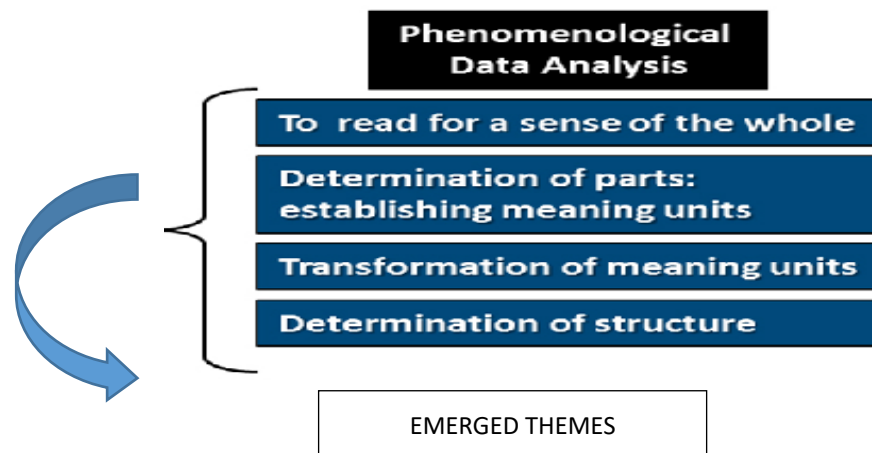 Phenomenological
Data Analysis
To read for a sense of the whole
Determination of parts:
establishing meaning units
Transformation of meaning units
Determination of structure
EMERGED THEMES